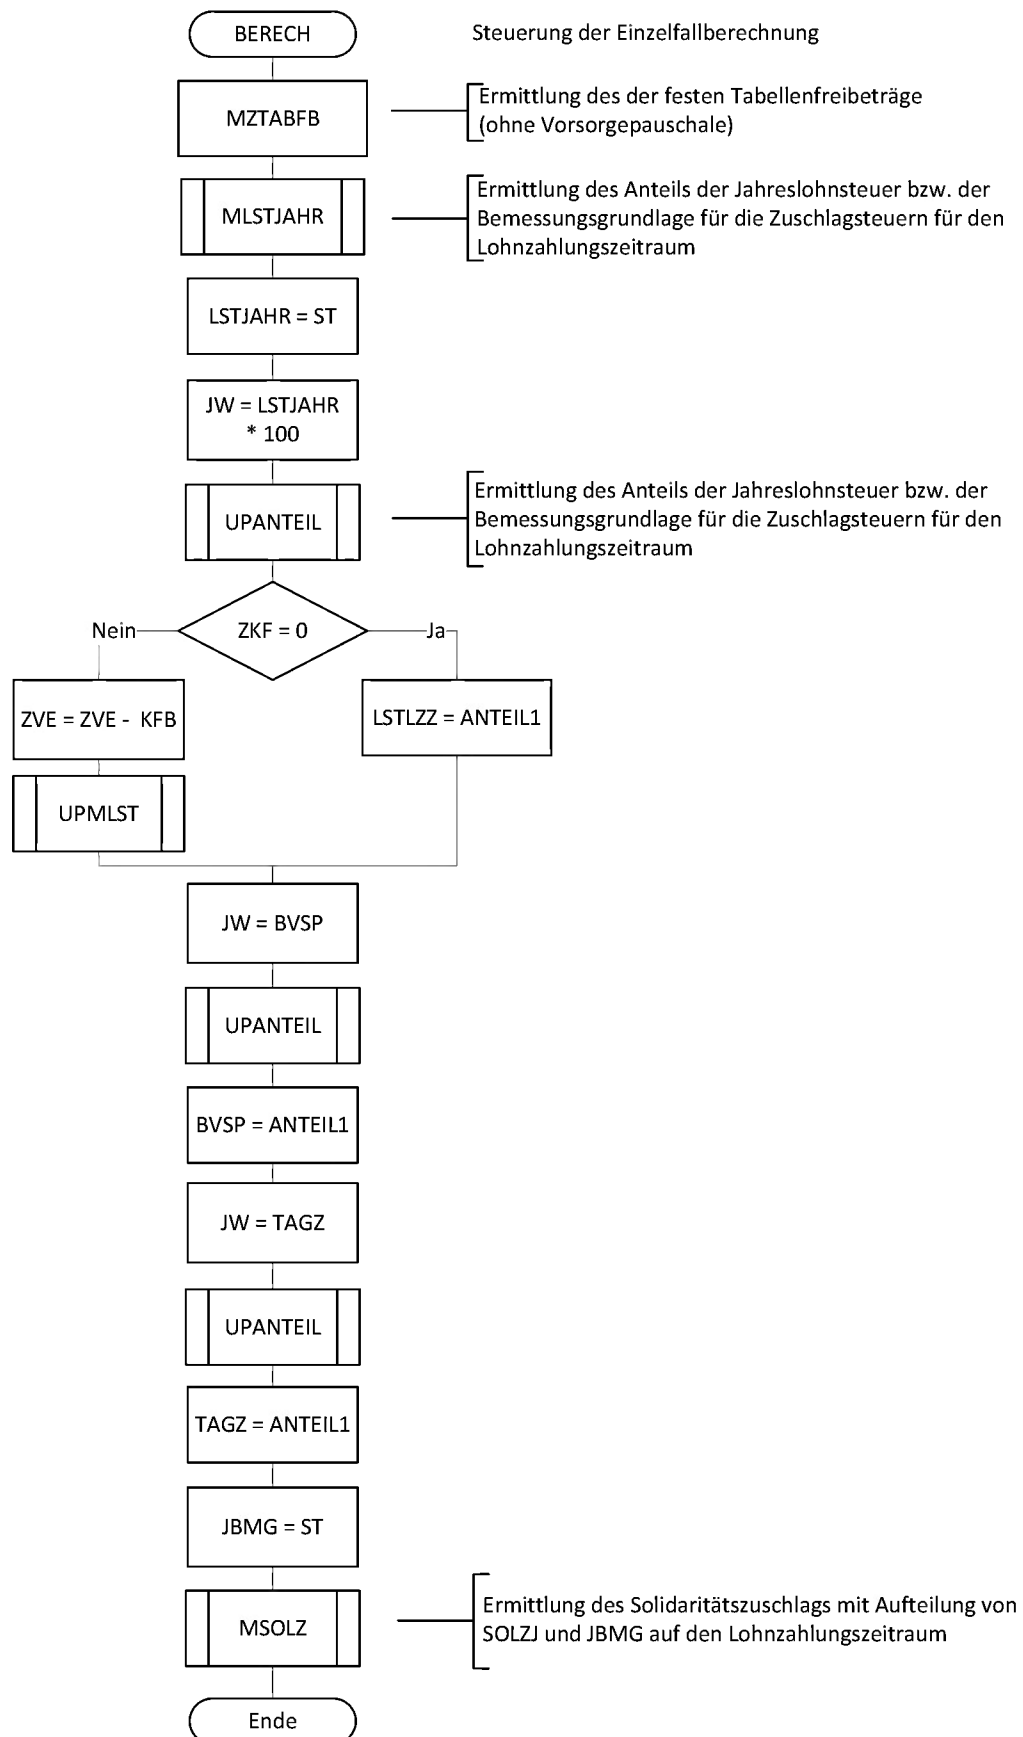 BERECH
Steuerung der Einzelfallberechnung
MZTABFB
Ermittlung des der festen Tabellenfreibeträge
(ohne Vorsorgepauschale)
MLSTJAHR
Ermittlung des Anteils der Jahreslohnsteuer bzw. der
Bemessungsgrundlage für die Zuschlagsteuern für den
Lohnzahlungszeitraum
LSTJAHR = ST
JW = LSTJAHR
* 100
UPANTEIL
Ermittlung des Anteils der Jahreslohnsteuer bzw. der
Bemessungsgrundlage für die Zuschlagsteuern für den
Lohnzahlungszeitraum
Nein
ZKF = 0
Ja
ZVE = ZVE - KFB
LSTLZZ = ANTEIL1
UPMLST
JW = BVSP
UPANTEIL
BVSP = ANTEIL1
JW = TAGZ
UPANTEIL
TAGZ = ANTEIL1
JBMG = ST
MSOLZ
Ermittlung des Solidaritätszuschlags mit Aufteilung von
SOLZJ und JBMG auf den Lohnzahlungszeitraum
Ende